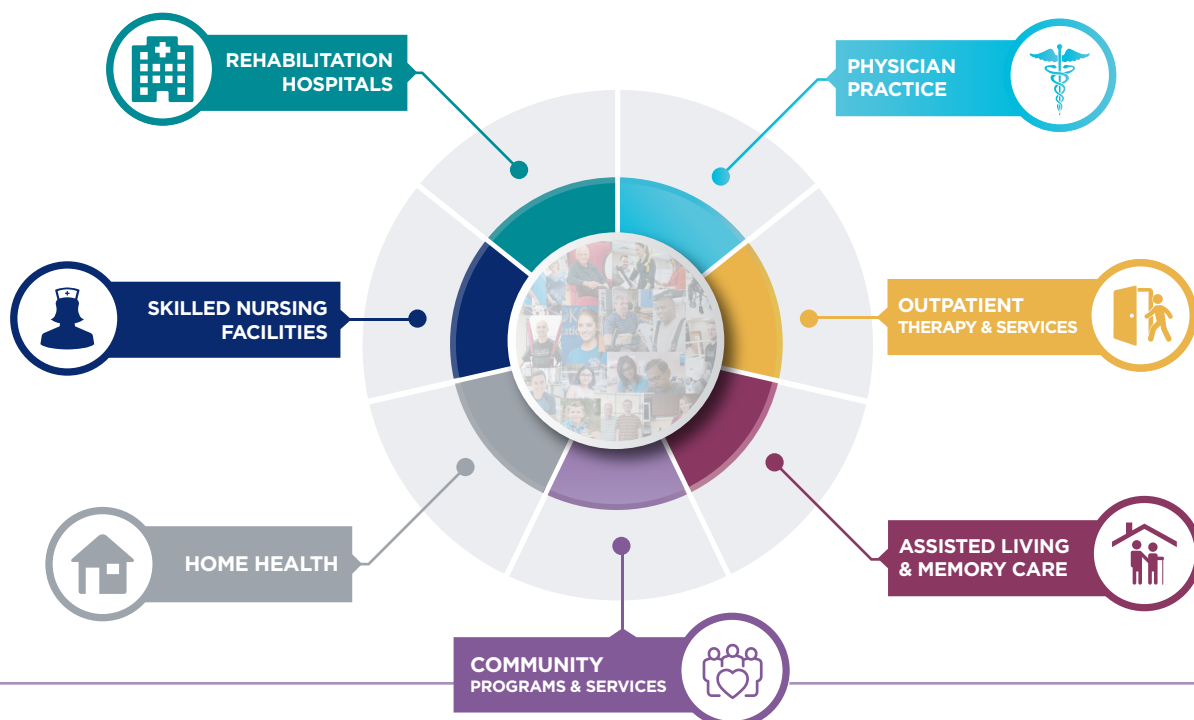 REHABILITATION
HOSPITALS
PHYSICIAN
PRACTICE
SKILLED NURSING
FACILITIES
OUTPATIENT
THERAPY & SERVICES
HOME HEALTH
ASSISTED LIVING
& MEMORY CARE
COMMUNITY
PROGRAMS & SERVICES